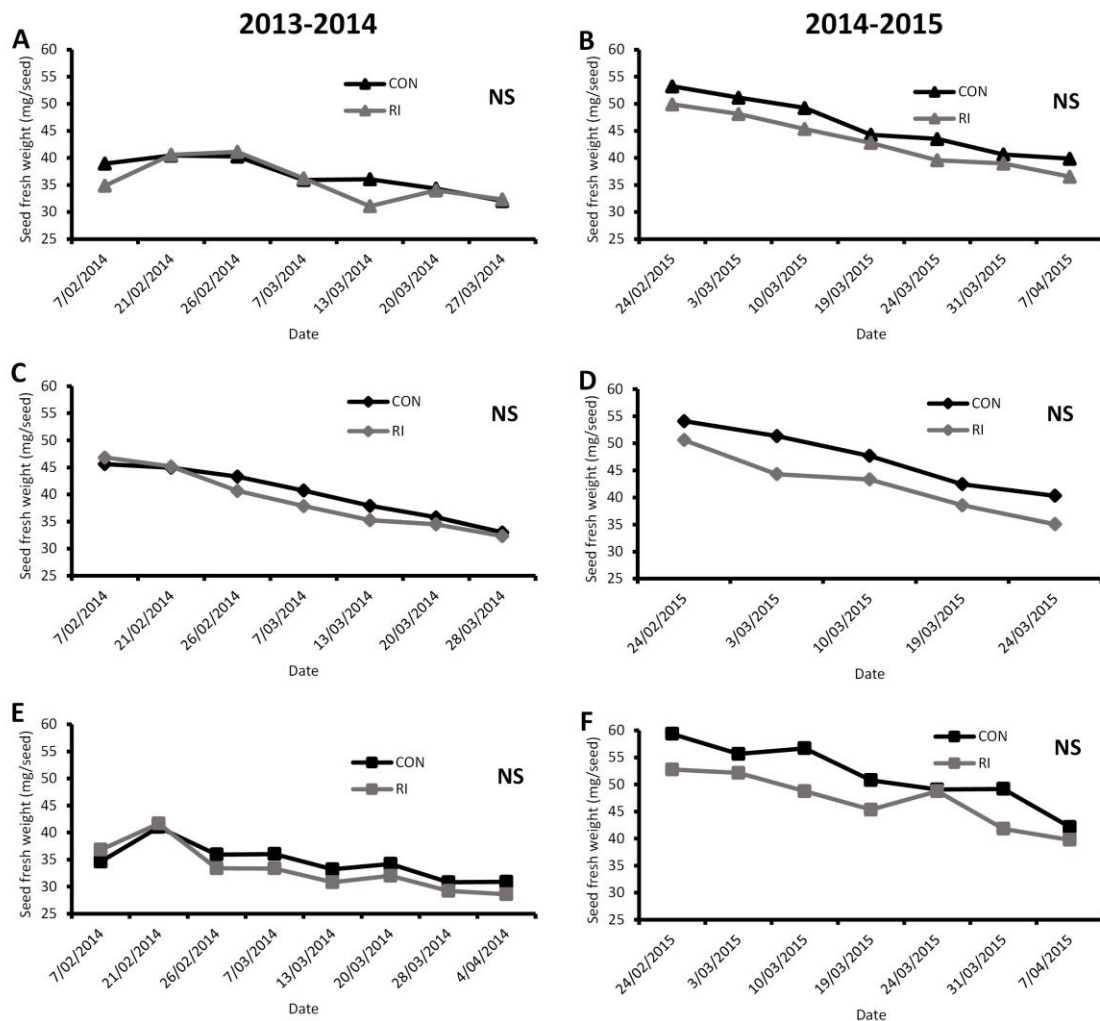 2013-2014
2014-2015
A
Seed fresh weight (mg/seed)
60
55
50
45
40
35
30
25
CON
RI
NS
7/02/2014
21/02/2014
26/02/2014
7/03/2014
13/03/2014
20/03/2014
27/03/2014
Date
B
Seed fresh weight (mg/seed)
60
55
50
45
40
35
30
25
CON
RI
NS
24/02/2015
3/03/2015
10/03/2015
19/03/2015
24/03/2015
31/03/2015
7/04/2015
Date
C
Seed fresh weight (mg/seed)
60
55
50
45
40
35
30
25
CON
RI
NS
7/02/2014
21/02/2014
26/02/2014
7/03/2014
13/03/2014
20/03/2014
28/03/2014
Date
D
Seed fresh weight (mg/seed)
60
55
50
45
40
35
30
25
CON
RI
NS
24/02/2015
3/03/2015
10/03/2015
19/03/2015
24/03/2015
Date
E
Seed fresh weight (mg/seed)
60
55
50
45
40
35
30
25
CON
RI
NS
7/02/2014
21/02/2014
26/02/2014
7/03/2014
13/03/2014
20/03/2014
28/03/2014
4/04/2014
Date
F
Seed fresh weight (mg/seed)
60
55
50
45
40
35
30
25
CON
RI
NS
24/02/2015
3/03/2015
10/03/2015
19/03/2015
24/03/2015
31/03/2015
7/04/2015
Date